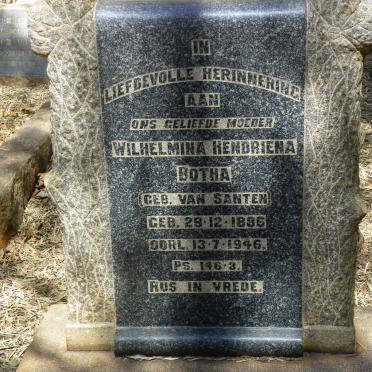 IN
LIEFDEVOLLE HERINNERING
AAN
ONS GELIEFDE MOEDER
WILHELMINA HENDRIENA
BOTHA
(GEB. VAN SANTEN)
GEB. 29-12-1886
OORL. 13-7-1946.
PS. 146-3.
RUS IN VREDE.